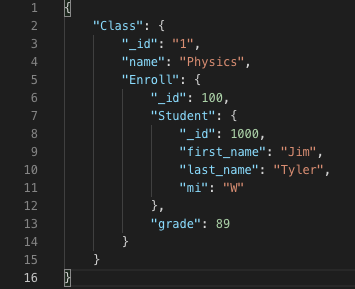 1 {
2 "Class": {
3 "_id": "1",
4 "name": "Physics",
5 "Enroll": {
6 "_id": 100,
7 "Student": {
8 "_id": 1000,
9 "first_name": "Jim",
10 "last_name": "Tyler",
11 "mi": "W"
12 },
13 "grade": 89
14 }
15 }
16 }